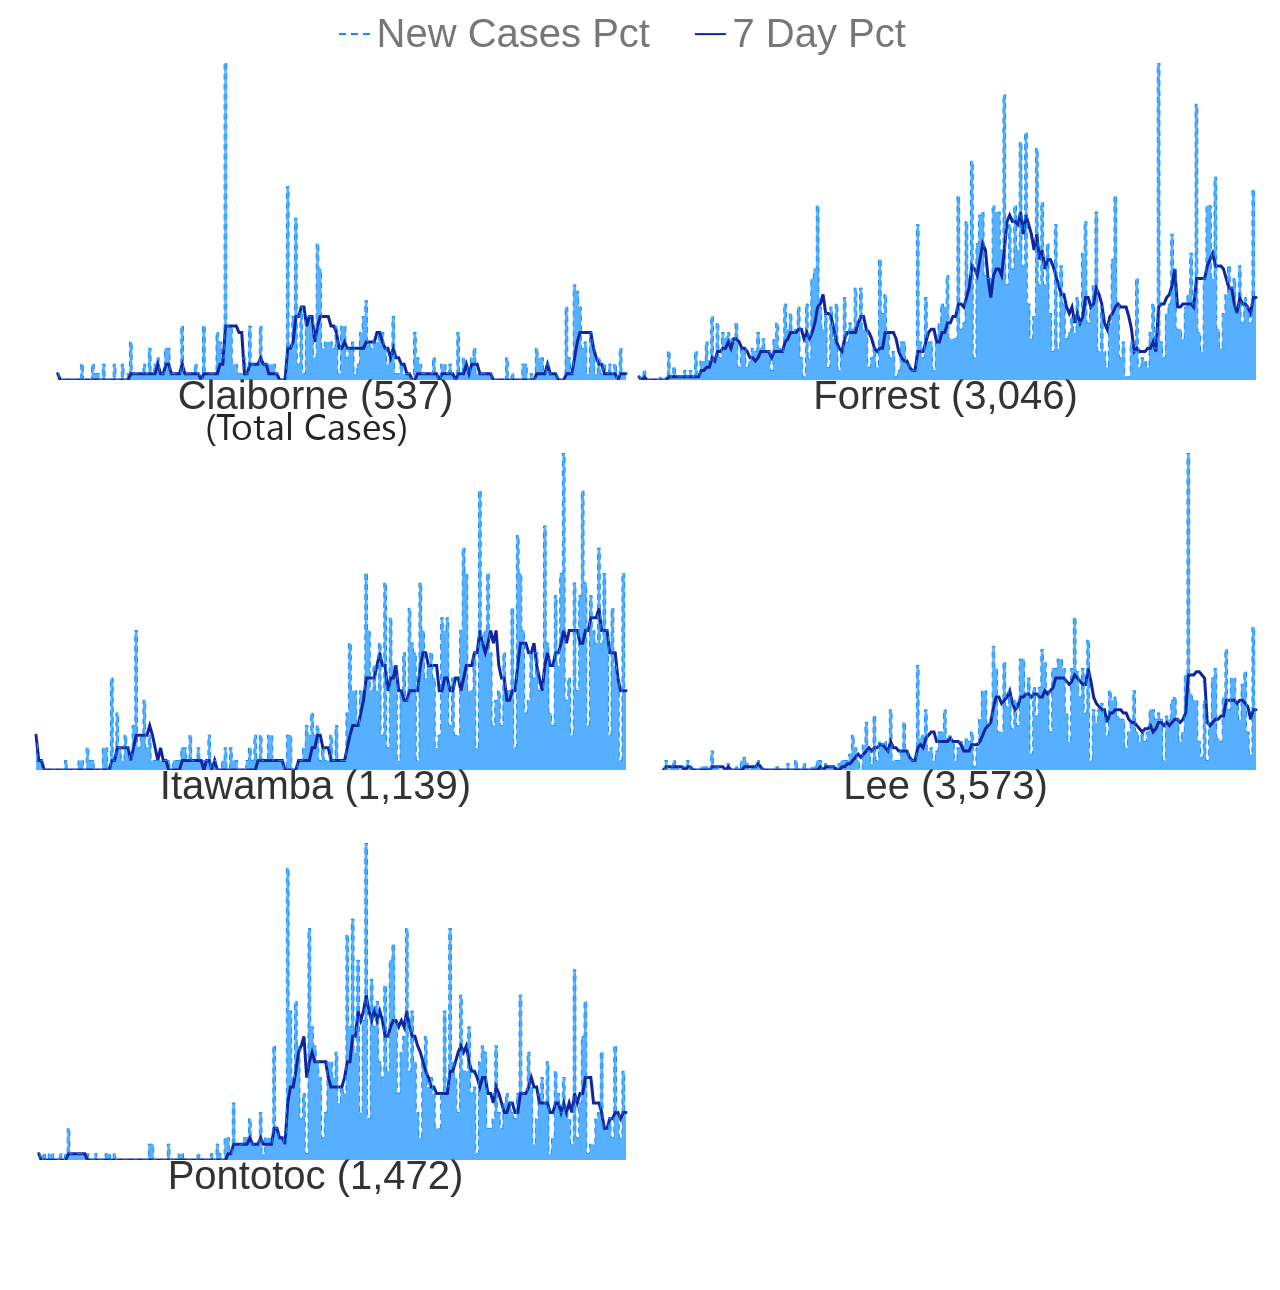 New Cases Pct 7 Day Pct
Claiborne (537) Forrest (3,046)
(Total Cases)
Itawamba (1,139) Lee (3,573)
Pontotoc (1,472)